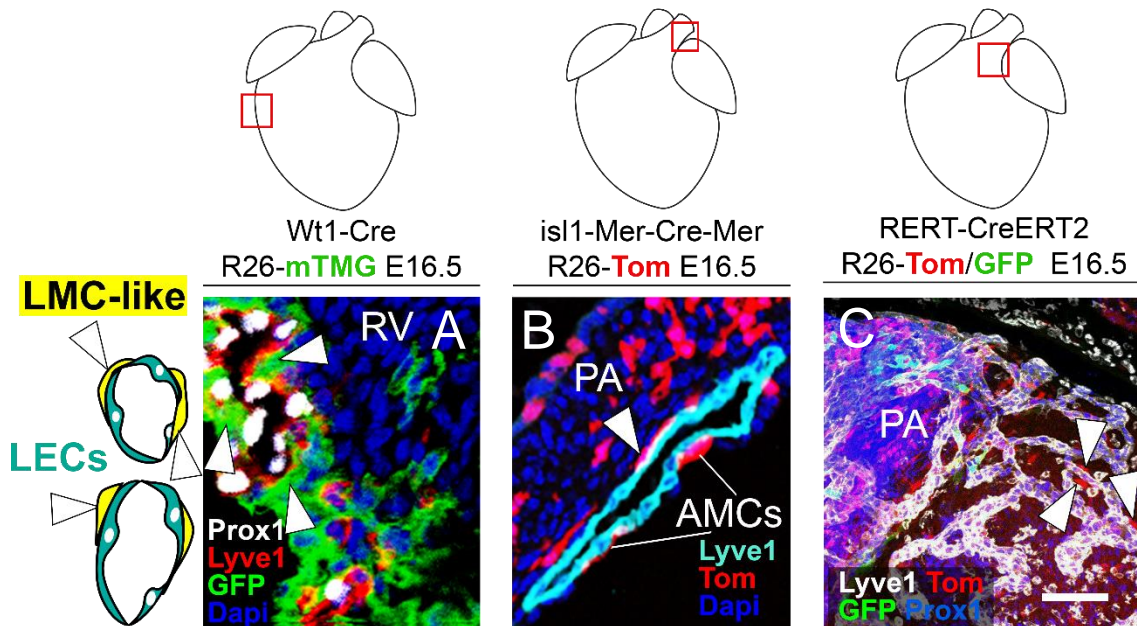 Wt1-Cre
R26-mTMG E16.5
isl1-Mer-Cre-Mer
R26-Tom E16.5
RERT-CreERT2
R26-Tom/GFP E16.5
LMC-like
LECs
RV
A
Prox1
Lyve1
GFP
Dapi
B
PA
AMCs
Lyve1
Tom
Dapi
C
PA
Lyve1 Tom
GFP Prox1